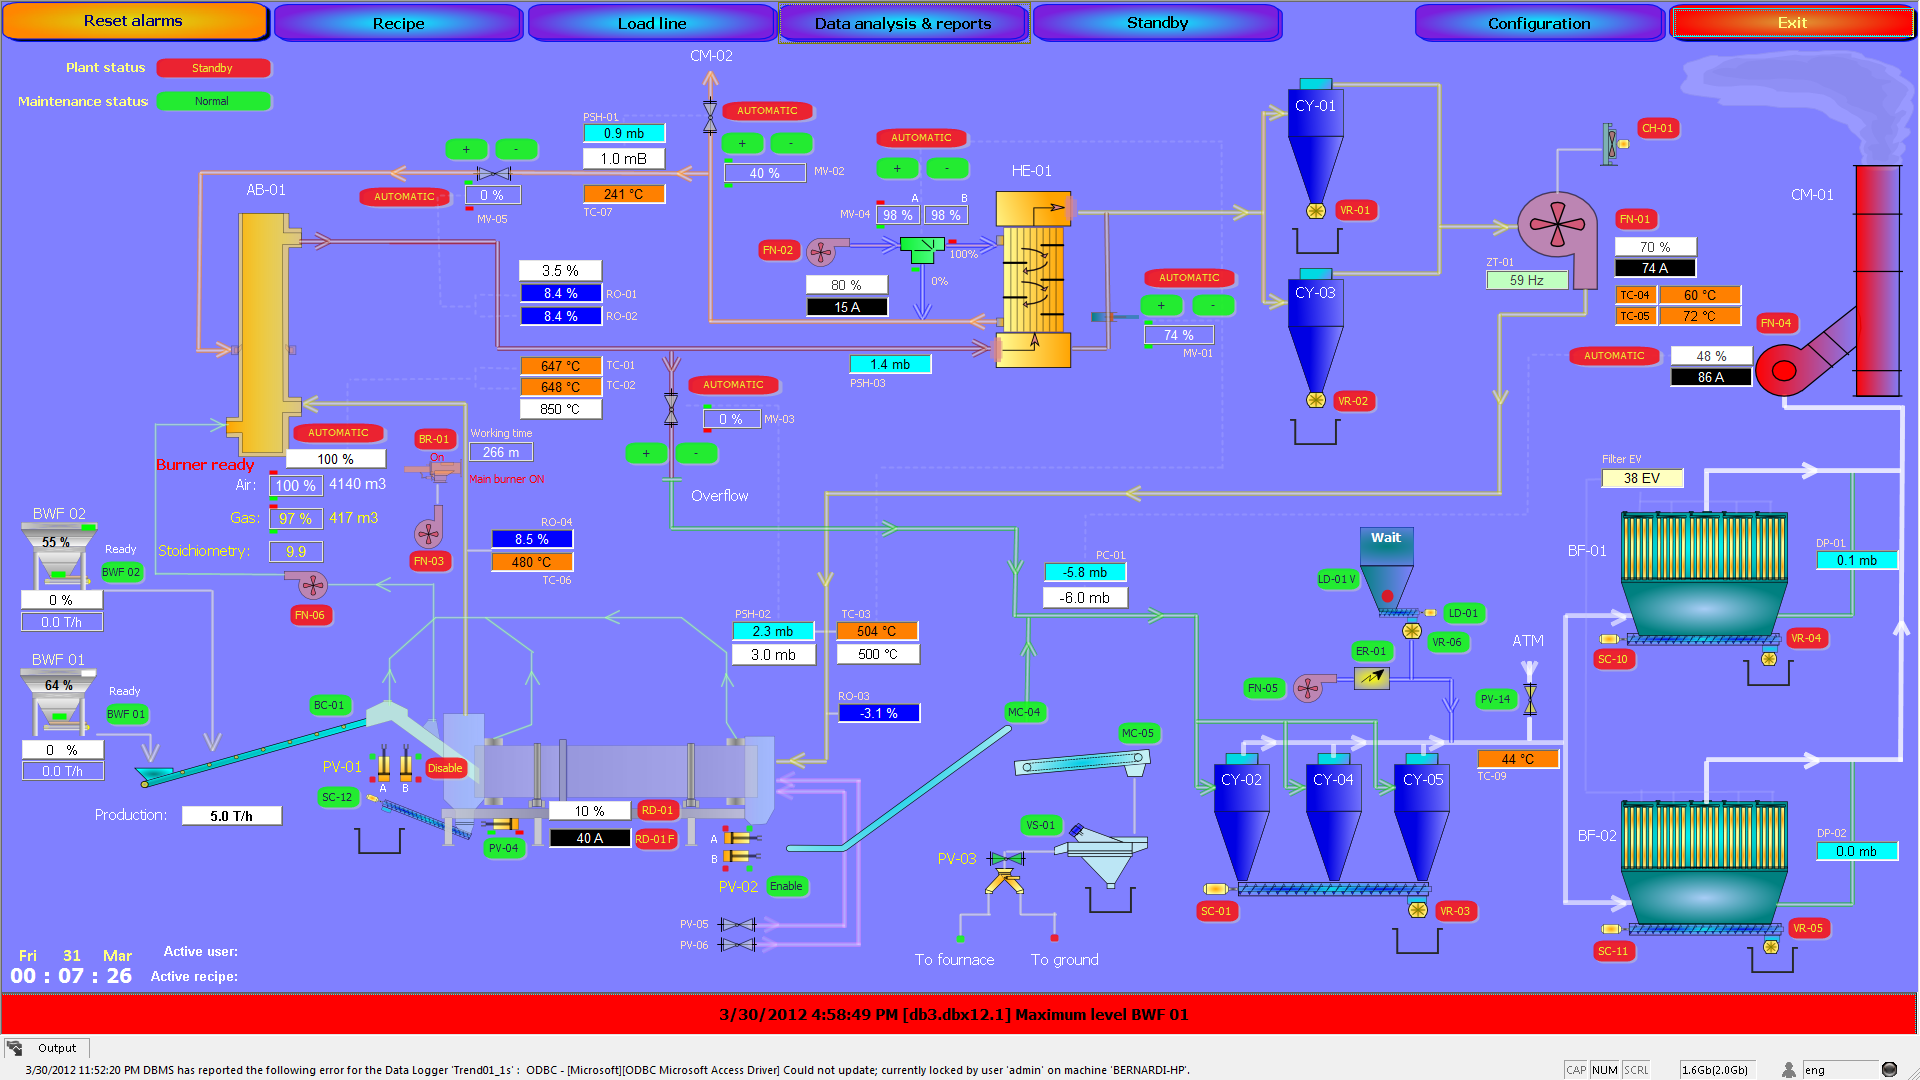 Reset alarms
Recipe
Load line
Data analysis & reports
Standby
Configuration
Exit
Plant status
Standby
Maintenance status
Normal
CM-02
AUTOMATIC
+
-
40 %
MV-02
PSH-01
0.9 mb
1.0 mB
241 °C
TC-07
+
-
AUTOMATIC
0 %
MV-05
AB-01
3.5 %
8.4 %
RO-01
8.4 %
RO-02
647 °C
TC-01
648 °C
TC-02
850 °C
AUTOMATIC
+
-
A
B
MV-04
98 %
98 %
FN-02
100%
0%
80 %
15 A
HE-01
1.4 mb
PSH-03
AUTOMATIC
+
-
74 %
MV-01
CY-01
VR-01
CY-03
VR-02
CH-01
FN-01
70 %
74 A
ZT-01
59 Hz
TC-04
60 °C
TC-05
72 °C
CM-01
FN-04
AUTOMATIC
48 %
86 A
AUTOMATIC
0 %
MV-03
+
-
Overflow
AUTOMATIC
100 %
Burner ready
Air:
100 %
4140 m3
Gas:
97 %
417 m3
Stoichiometry:
9.9
BR-01
On
Working time
266 m
Main burner ON
FN-03
RO-04
8.5 %
480 °C
TC-06
FN-06
BWF 02
55 %
Ready
BWF 02
0 %
0.0 T/h
BWF 01
64 %
Ready
BWF 01
0 %
0.0 T/h
BC-01
Production:
5.0 T/h
PV-01
A
B
Disable
SC-12
PV-04
10 %
RD-01
40 A
RD-01F
A
B
PV-02
Enable
PV-05
PV-06
PSH-02
2.3 mb
3.0 mb
TC-03
504 °C
500 °C
RO-03
-3.1 %
PC-01
-5.8 mb
-6.0 mb
MC-04
MC-05
VS-01
PV-03
To fournace
To ground
Wait
LD-01 V
LD-01
VR-06
ER-01
FN-05
ATM
PV-14
44 °C
TC-09
CY-02
CY-04
CY-05
SC-01
VR-03
Filter EV
38 EV
BF-01
DP-01
0.1 mb
SC-10
VR-04
BF-02
DP-02
0.0 mb
SC-11
VR-05
Fri 31 Mar
00 : 07 : 26
Active user:
Active recipe:
3/30/2012 4:58:49 PM [db3.dbx12.1] Maximum level BWF 01
Output
3/30/2012 11:52:20 PM DBMS has reported the following error for the Data Logger 'Trend01_1s' : ODBC - [Microsoft][ODBC Microsoft Access Driver] Could not update; currently locked by user 'admin' on machine 'BERNARDI-HP'.
CAP NUM SCRL
1.6Gb(2.0Gb)
eng